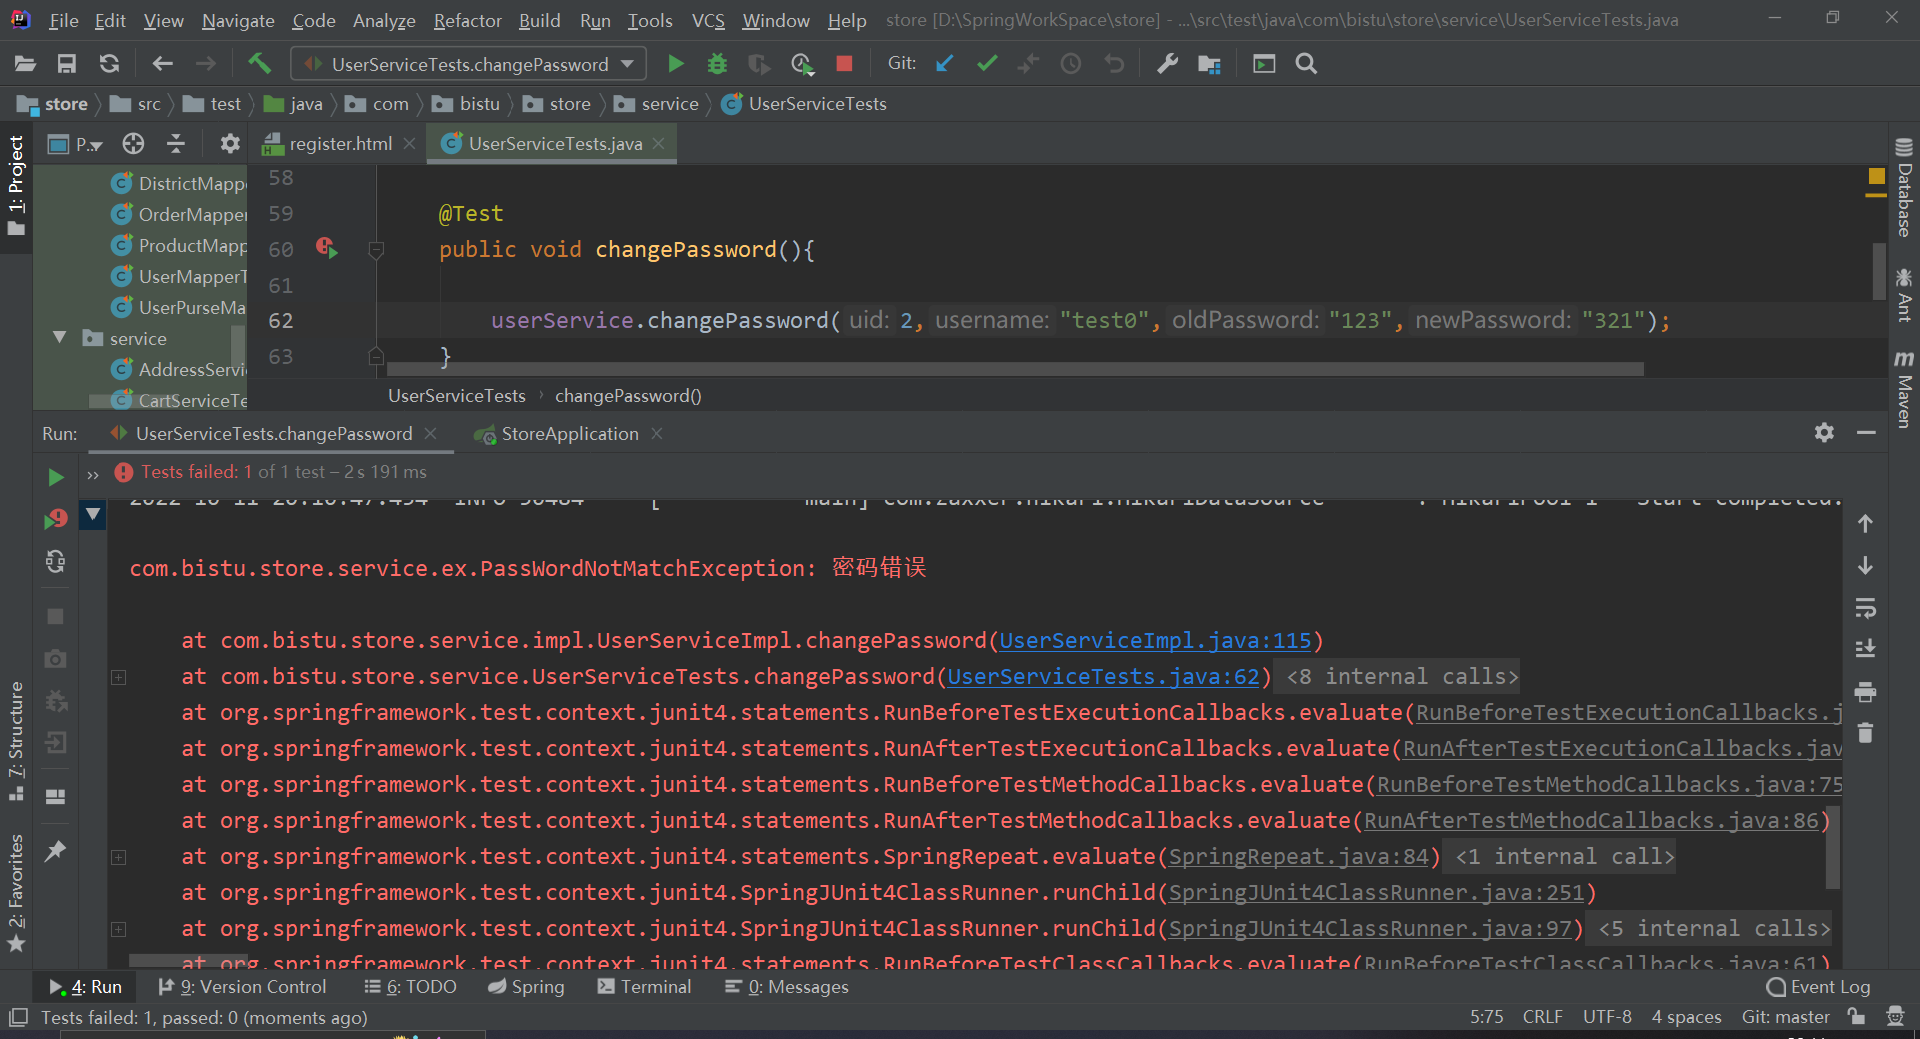 File Edit View Navigate Code Analyze Refactor Build Run Tools VCS Window Help store [D:\SpringWorkSpace\store] - ...\src\test\java\com\bistu\store\service\UserServiceTests.java
UserServiceTests.changePassword Git:
store src test java com bistu store service UserServiceTests
1: Project
P.. register.html UserServiceTests.java
DistrictMapp
OrderMapper
ProductMapp
UserMapperT
UserPurseMa
service
AddressServi
CartServiceTe
58
59 @Test
60 public void changePassword(){
61
62 userService.changePassword( uid: 2, username: "test0", oldPassword: "123", newPassword: "321");
63 }
UserServiceTests › changePassword()
Database
Ant
Maven
Run: UserServiceTests.changePassword StoreApplication
» Tests failed: 1 of 1 test – 2 s 191 ms
main] com.zaxxer.hikari.HikariDataSource : HikariPool-1 - Start completed.
com.bistu.store.service.ex.PassWordNotMatchException: 密码错误
at com.bistu.store.service.impl.UserServiceImpl.changePassword(UserServiceImpl.java:115)
at com.bistu.store.service.UserServiceTests.changePassword(UserServiceTests.java:62) <8 internal calls>
at org.springframework.test.context.junit4.statements.RunBeforeTestExecutionCallbacks.evaluate(RunBeforeTestExecutionCallbacks.j
at org.springframework.test.context.junit4.statements.RunAfterTestExecutionCallbacks.evaluate(RunAfterTestExecutionCallbacks.jav
at org.springframework.test.context.junit4.statements.RunBeforeTestMethodCallbacks.evaluate(RunBeforeTestMethodCallbacks.java:75
at org.springframework.test.context.junit4.statements.RunAfterTestMethodCallbacks.evaluate(RunAfterTestMethodCallbacks.java:86)
at org.springframework.test.context.junit4.statements.SpringRepeat.evaluate(SpringRepeat.java:84) <1 internal call>
at org.springframework.test.context.junit4.SpringJUnit4ClassRunner.runChild(SpringJUnit4ClassRunner.java:251)
at org.springframework.test.context.junit4.SpringJUnit4ClassRunner.runChild(SpringJUnit4ClassRunner.java:97) <5 internal calls>
at org.springframework.test.context.junit4.statements.RunBeforeTestClassCallbacks.evaluate(RunBeforeTestClassCallbacks.java:61)
7: Structure
2: Favorites
4: Run 9: Version Control 6: TODO Spring Terminal 0: Messages Event Log
Tests failed: 1, passed: 0 (moments ago) 5:75 CRLF UTF-8 4 spaces Git: master